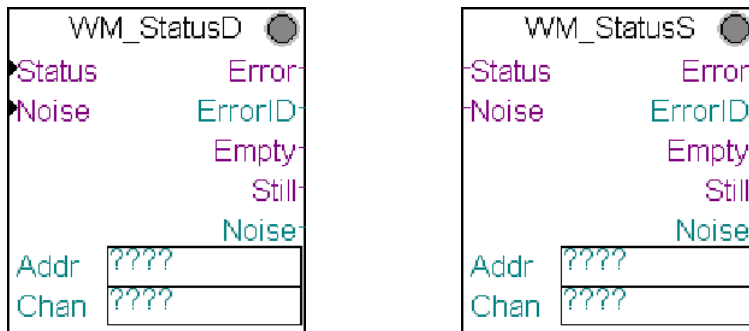 WM_StatusD
Status Error
Noise ErrorID
Empty
Still
Noise
Addr ????
Chan ????
WM_StatusS
Status Error
Noise ErrorID
Empty
Still
Noise
Addr ????
Chan ????